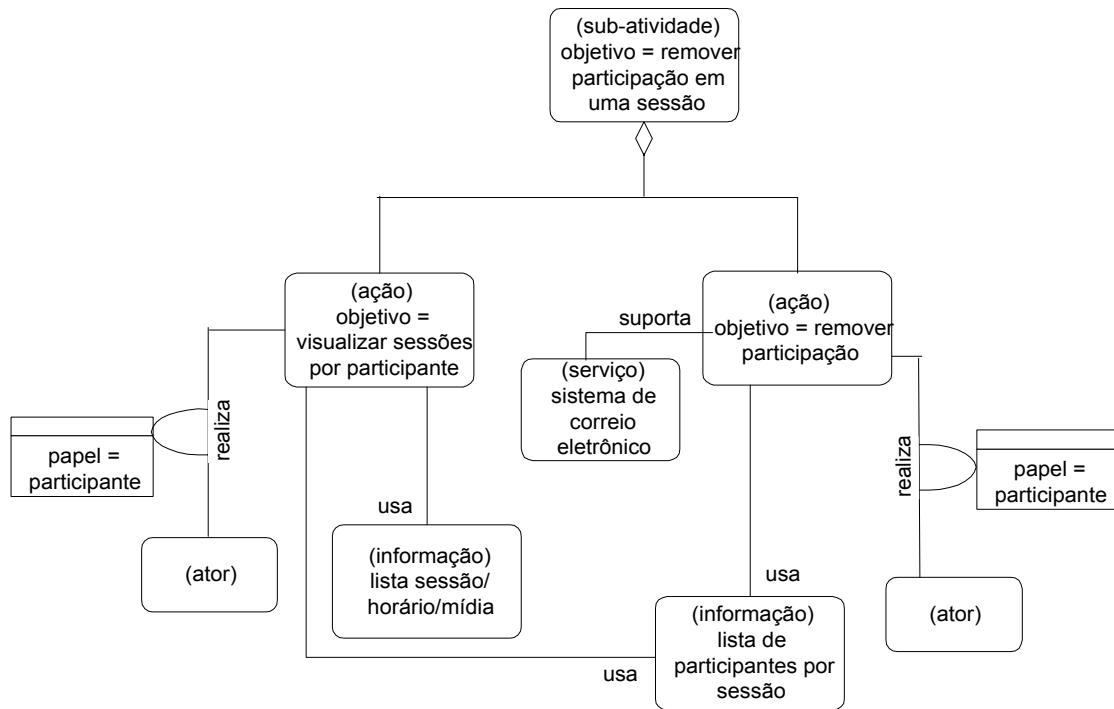 (sub-atividade)
objetivo = remover
participação em
uma sessão
(ação)
objetivo =
visualizar sessões
por participante
suporta
(ação)
objetivo = remover
participação
(serviço)
sistema de
correio
eletrônico
realiza
papel =
participante
realiza
papel =
participante
usa
(ator)
(informação)
lista sessão/
horário/mídia
usa
(ator)
(informação)
lista de
participantes por
sessão
usa